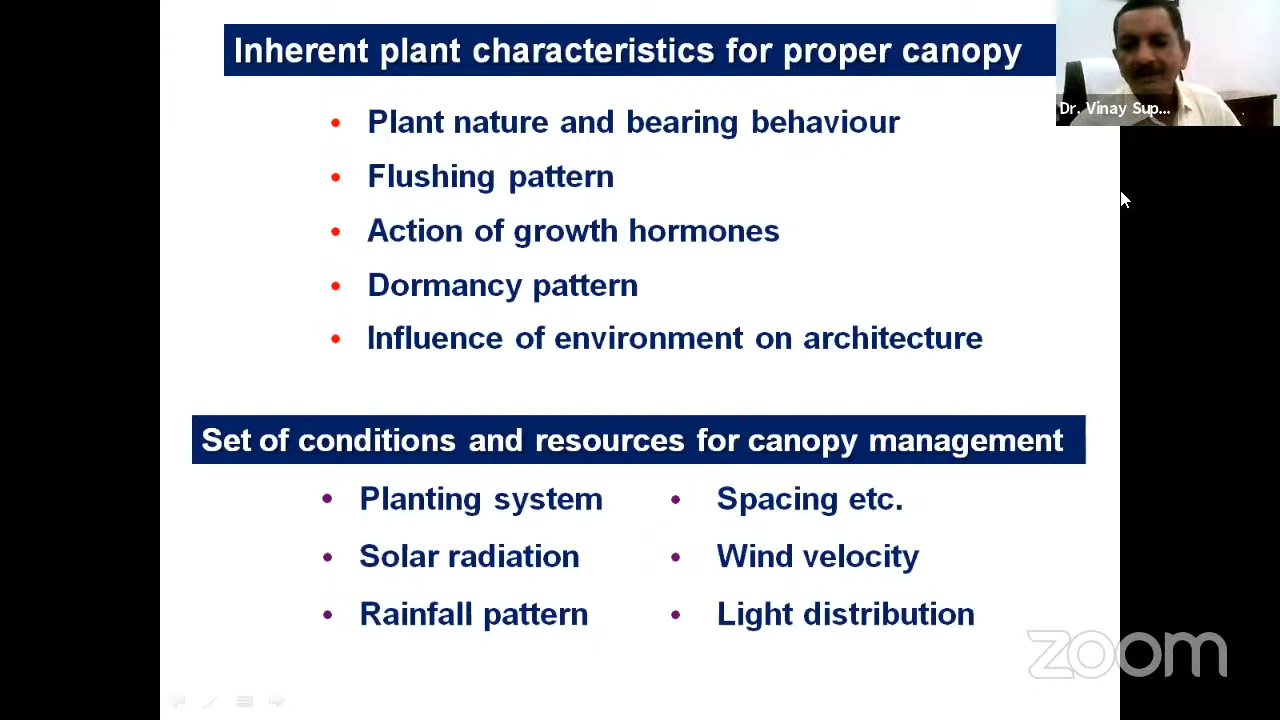 Inherent plant characteristics for proper canopy
Dr. Vinay Sup...
• Plant nature and bearing behaviour
• Flushing pattern
• Action of growth hormones
• Dormancy pattern
• Influence of environment on architecture
Set of conditions and resources for canopy management
• Planting system
• Spacing etc.
• Solar radiation
• Wind velocity
• Rainfall pattern
• Light distribution
zoom